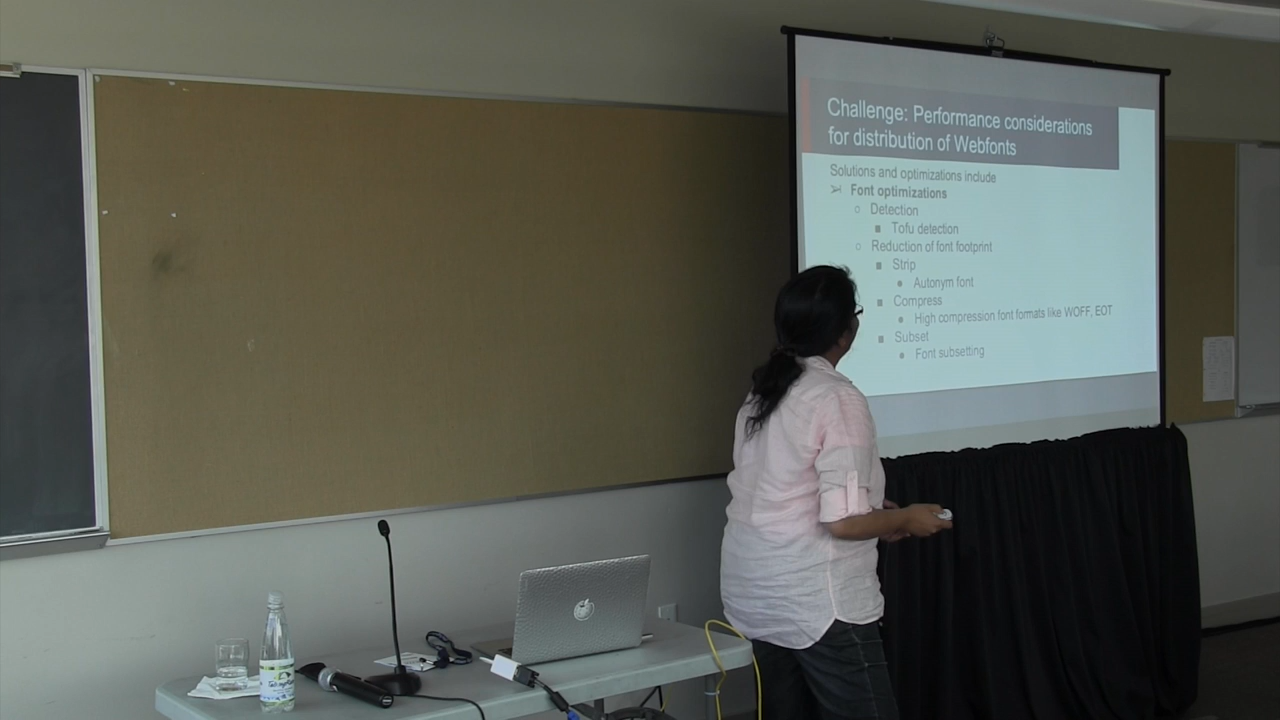 Challenge: Performance considerations
for distribution of Webfonts
Solutions and optimizations include
Font optimizations
Detection
Tofu detection
Reduction of font footprint
Strip
Autonym font
Compress
High compression font formats like WOFF, EOT
Subset
Font subsetting